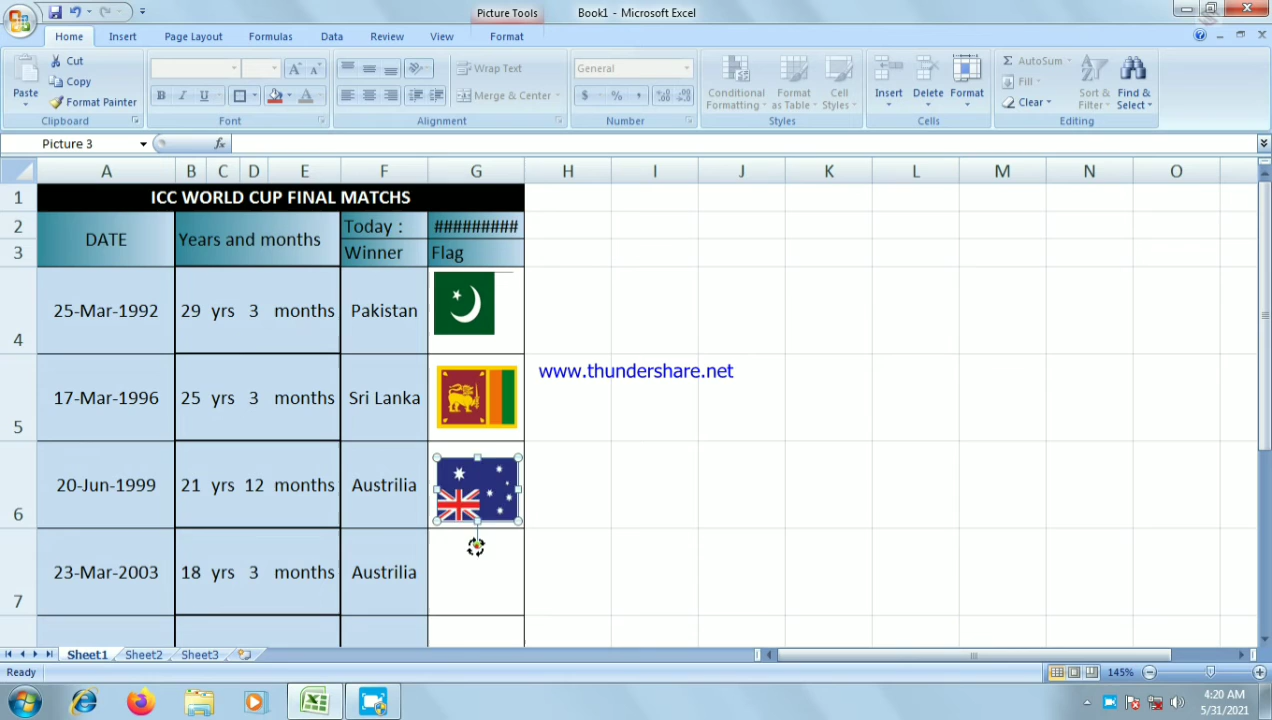 Picture Tools
Book1 - Microsoft Excel
Home Insert Page Layout Formulas Data Review View Format
Paste
Cut
Copy
Format Painter
Clipboard
B I U A A A
Font
Wrap Text
Merge & Center
Alignment
General
$ % ,
Number
Conditional Formatting
Format as Table
Cell Styles
Styles
Insert
Delete
Format
Cells
Σ AutoSum
Fill
Clear
Sort & Filter
Find & Select
Editing
Picture 3 fx
A B C D E F G H I J K L M N O
1 ICC WORLD CUP FINAL MATCHS
2 DATE Years and months Today : #########
3 Winner Flag
4 25-Mar-1992 29 yrs 3 months Pakistan
www.thundershare.net
5 17-Mar-1996 25 yrs 3 months Sri Lanka
6 20-Jun-1999 21 yrs 12 months Austrilia
7 23-Mar-2003 18 yrs 3 months Austrilia
Sheet1 Sheet2 Sheet3
Ready 145%
4:20 AM
5/31/2021